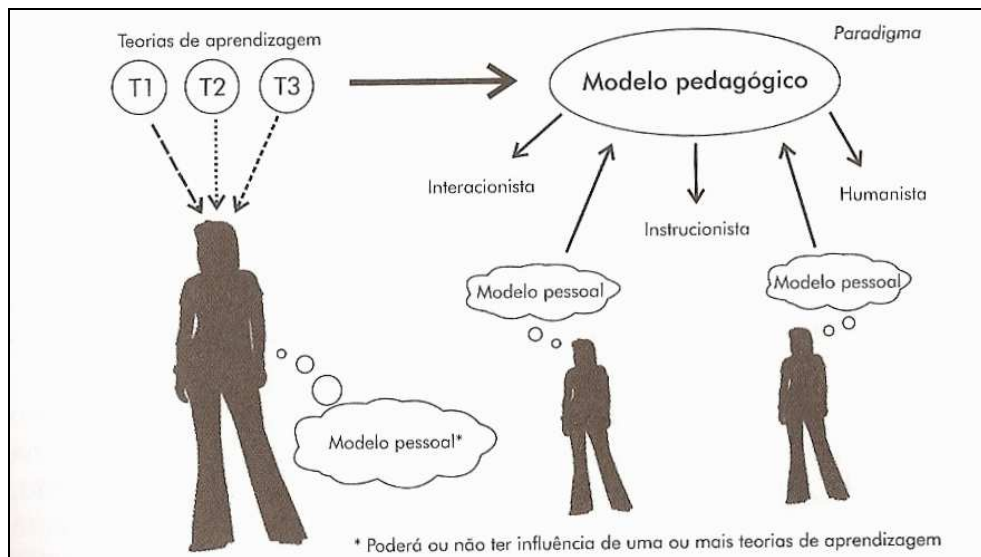 Teorias de aprendizagem
T1 T2 T3
Paradigma
Modelo pedagógico
Interacionista
Instrucionista
Humanista
Modelo pessoal
Modelo pessoal
Modelo pessoal*
* Poderá ou não ter influência de uma ou mais teorias de aprendizagem